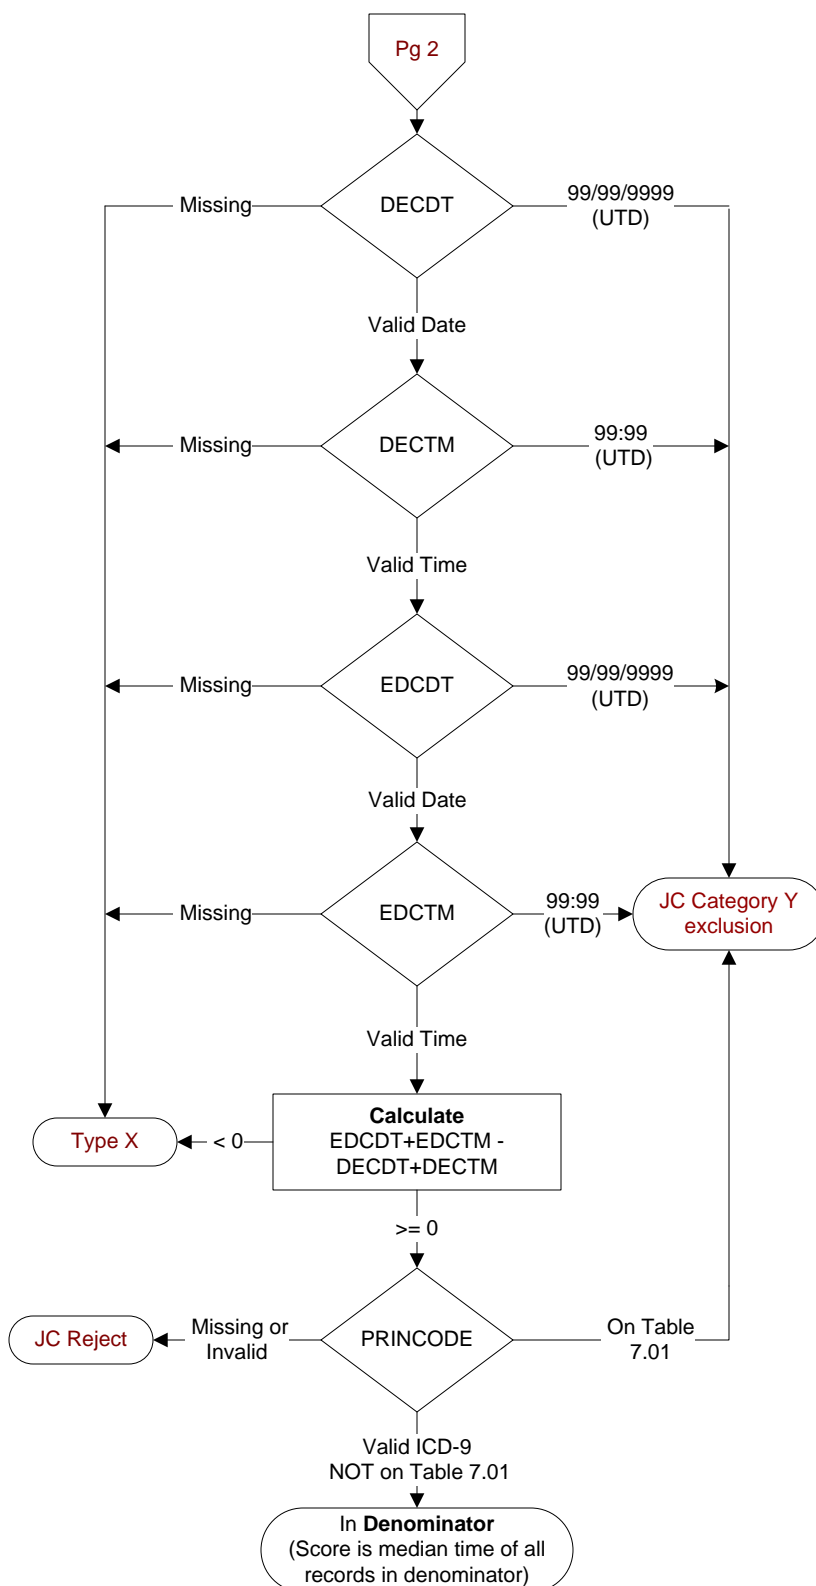 Pg 2
DECDT
Missing
99/99/9999
(UTD)
Valid Date
DECTM
Missing
99:99
(UTD)
Valid Time
EDCDT
Missing
99/99/9999
(UTD)
Valid Date
EDCTM
Missing
99:99
(UTD)
JC Category Y
exclusion
Valid Time
Calculate
EDCDT+EDCTM -
DECDT+DECTM
< 0
Type X
>= 0
PRINCODE
Missing or
Invalid
JC Reject
On Table
7.01
Valid ICD-9
NOT on Table 7.01
In Denominator
(Score is median time of all
records in denominator)